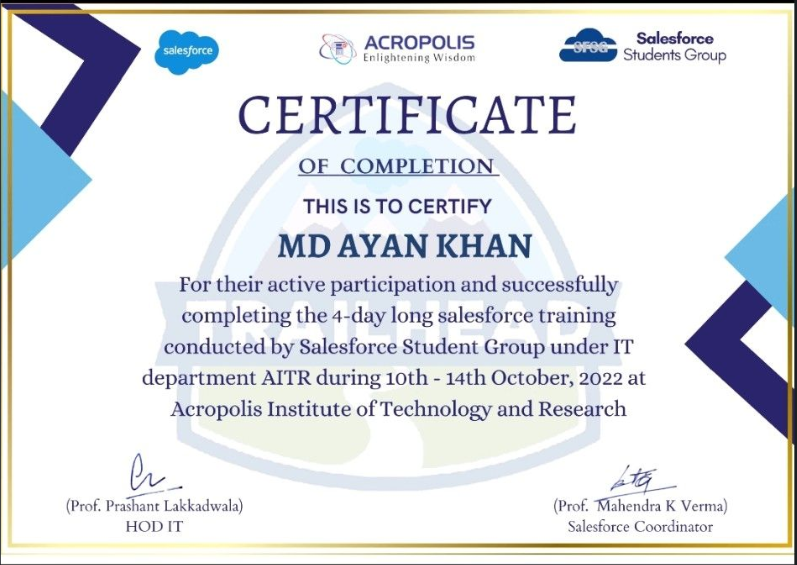 salesforce
ACROPOLIS
Enlightening Wisdom
Salesforce
Students Group
CERTIFICATE
OF COMPLETION
THIS IS TO CERTIFY
MD AYAN KHAN
For their active participation and successfully
completing the 4-day long salesforce training
conducted by Salesforce Student Group under IT
department AITR during 10th - 14th October, 2022 at
Acropolis Institute of Technology and Research
TRAILHEAD
(Prof. Prashant Lakkadwala)
HOD IT
(Prof. Mahendra K Verma)
Salesforce Coordinator